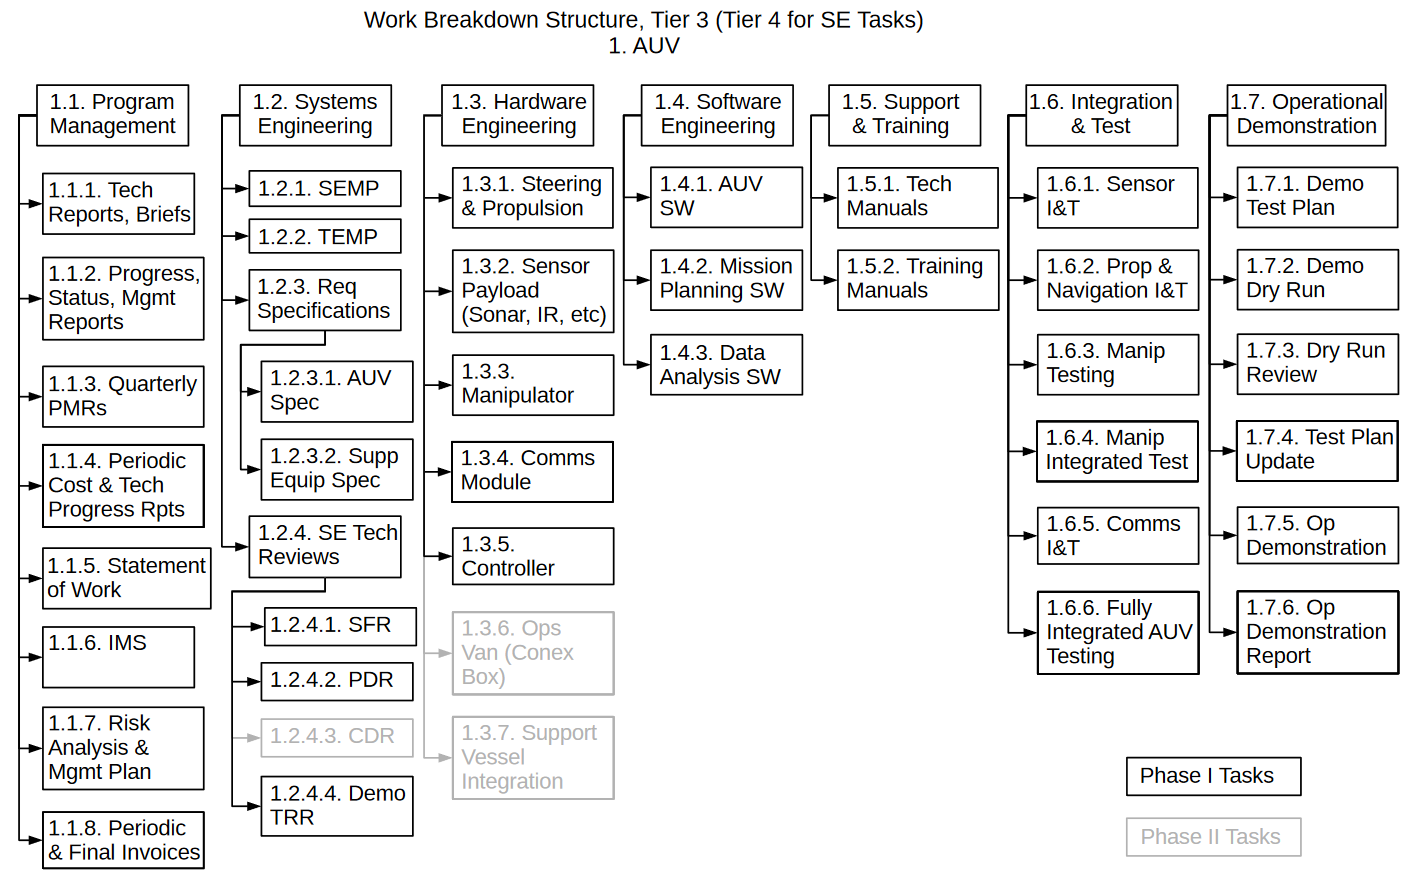 Work Breakdown Structure, Tier 3 (Tier 4 for SE Tasks)
1. AUV
1.1. Program
Management
1.1.1. Tech
Reports, Briefs
1.1.2. Progress,
Status, Mgmt
Reports
1.1.3. Quarterly
PMRs
1.1.4. Periodic
Cost & Tech
Progress Rpts
1.1.5. Statement
of Work
1.1.6. IMS
1.1.7. Risk
Analysis &
Mgmt Plan
1.1.8. Periodic
& Final Invoices
1.2. Systems
Engineering
1.2.1. SEMP
1.2.2. TEMP
1.2.3. Req
Specifications
1.2.3.1. AUV
Spec
1.2.3.2. Supp
Equip Spec
1.2.4. SE Tech
Reviews
1.2.4.1. SFR
1.2.4.2. PDR
1.2.4.3. CDR
1.2.4.4. Demo
TRR
1.3. Hardware
Engineering
1.3.1. Steering
& Propulsion
1.3.2. Sensor
Payload
(Sonar, IR, etc)
1.3.3.
Manipulator
1.3.4. Comms
Module
1.3.5.
Controller
1.3.6. Ops
Van (Conex
Box)
1.3.7. Support
Vessel
Integration
1.4. Software
Engineering
1.4.1. AUV
SW
1.4.2. Mission
Planning SW
1.4.3. Data
Analysis SW
1.5. Support
& Training
1.5.1. Tech
Manuals
1.5.2. Training
Manuals
1.6. Integration
& Test
1.6.1. Sensor
I&T
1.6.2. Prop &
Navigation I&T
1.6.3. Manip
Testing
1.6.4. Manip
Integrated Test
1.6.5. Comms
I&T
1.6.6. Fully
Integrated AUV
Testing
1.7. Operational
Demonstration
1.7.1. Demo
Test Plan
1.7.2. Demo
Dry Run
1.7.3. Dry Run
Review
1.7.4. Test Plan
Update
1.7.5. Op
Demonstration
1.7.6. Op
Demonstration
Report
Phase I Tasks
Phase II Tasks